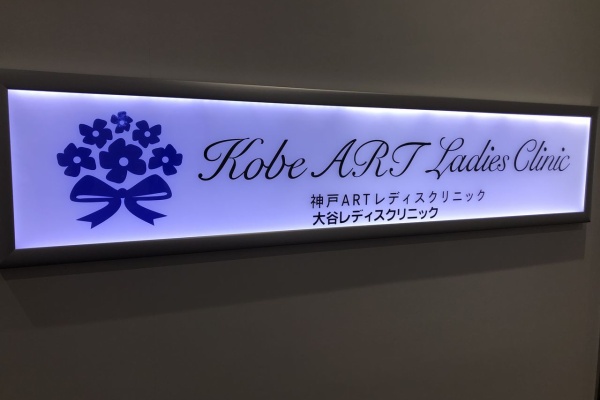 Kobe ART Ladies Clinic
神戸ARTレディスクリニック
大谷レディスクリニック